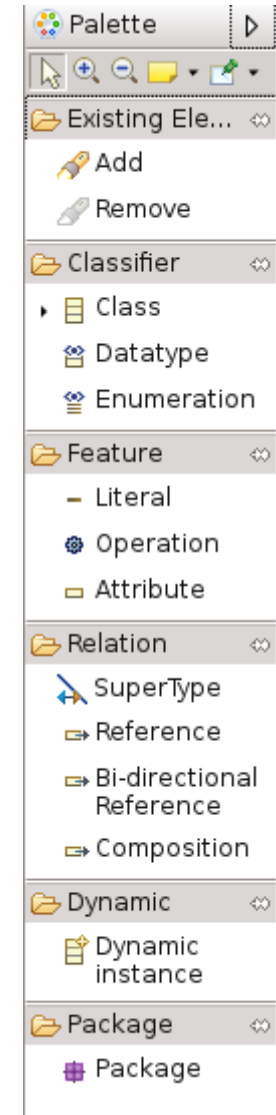 Palette
Existing Ele...
Add
Remove
Classifier
Class
Datatype
Enumeration
Feature
Literal
Operation
Attribute
Relation
SuperType
Reference
Bi-directional
Reference
Composition
Dynamic
Dynamic
instance
Package
Package